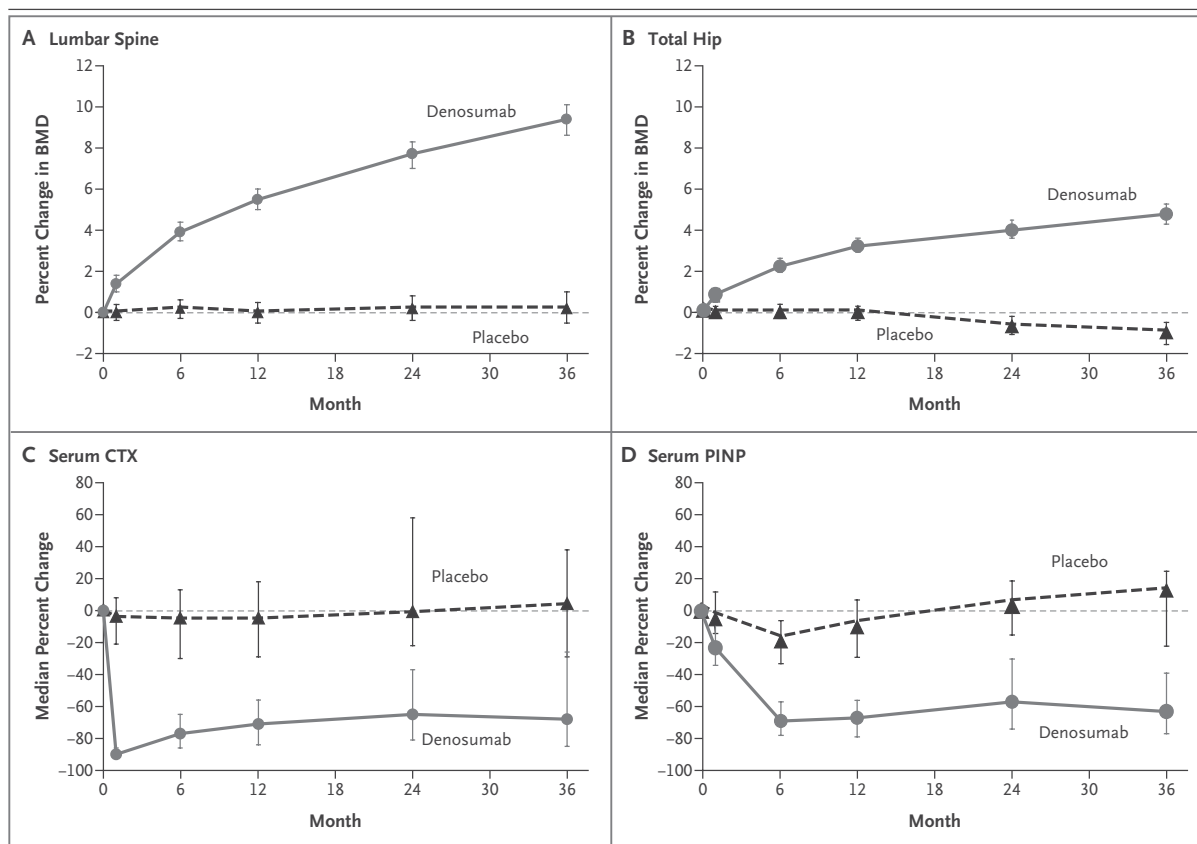 A Lumbar Spine
Percent Change in BMD
12
10
8
6
4
2
0
–2
Denosumab
Placebo
0 6 12 18 24 30 36
Month
B Total Hip
Percent Change in BMD
12
10
8
6
4
2
0
–2
Denosumab
Placebo
0 6 12 18 24 30 36
Month
C Serum CTX
Median Percent Change
80
60
40
20
0
–20
–40
–60
–80
–100
Placebo
Denosumab
0 6 12 18 24 30 36
Month
D Serum PINP
Median Percent Change
80
60
40
20
0
–20
–40
–60
–80
–100
Placebo
Denosumab
0 6 12 18 24 30 36
Month